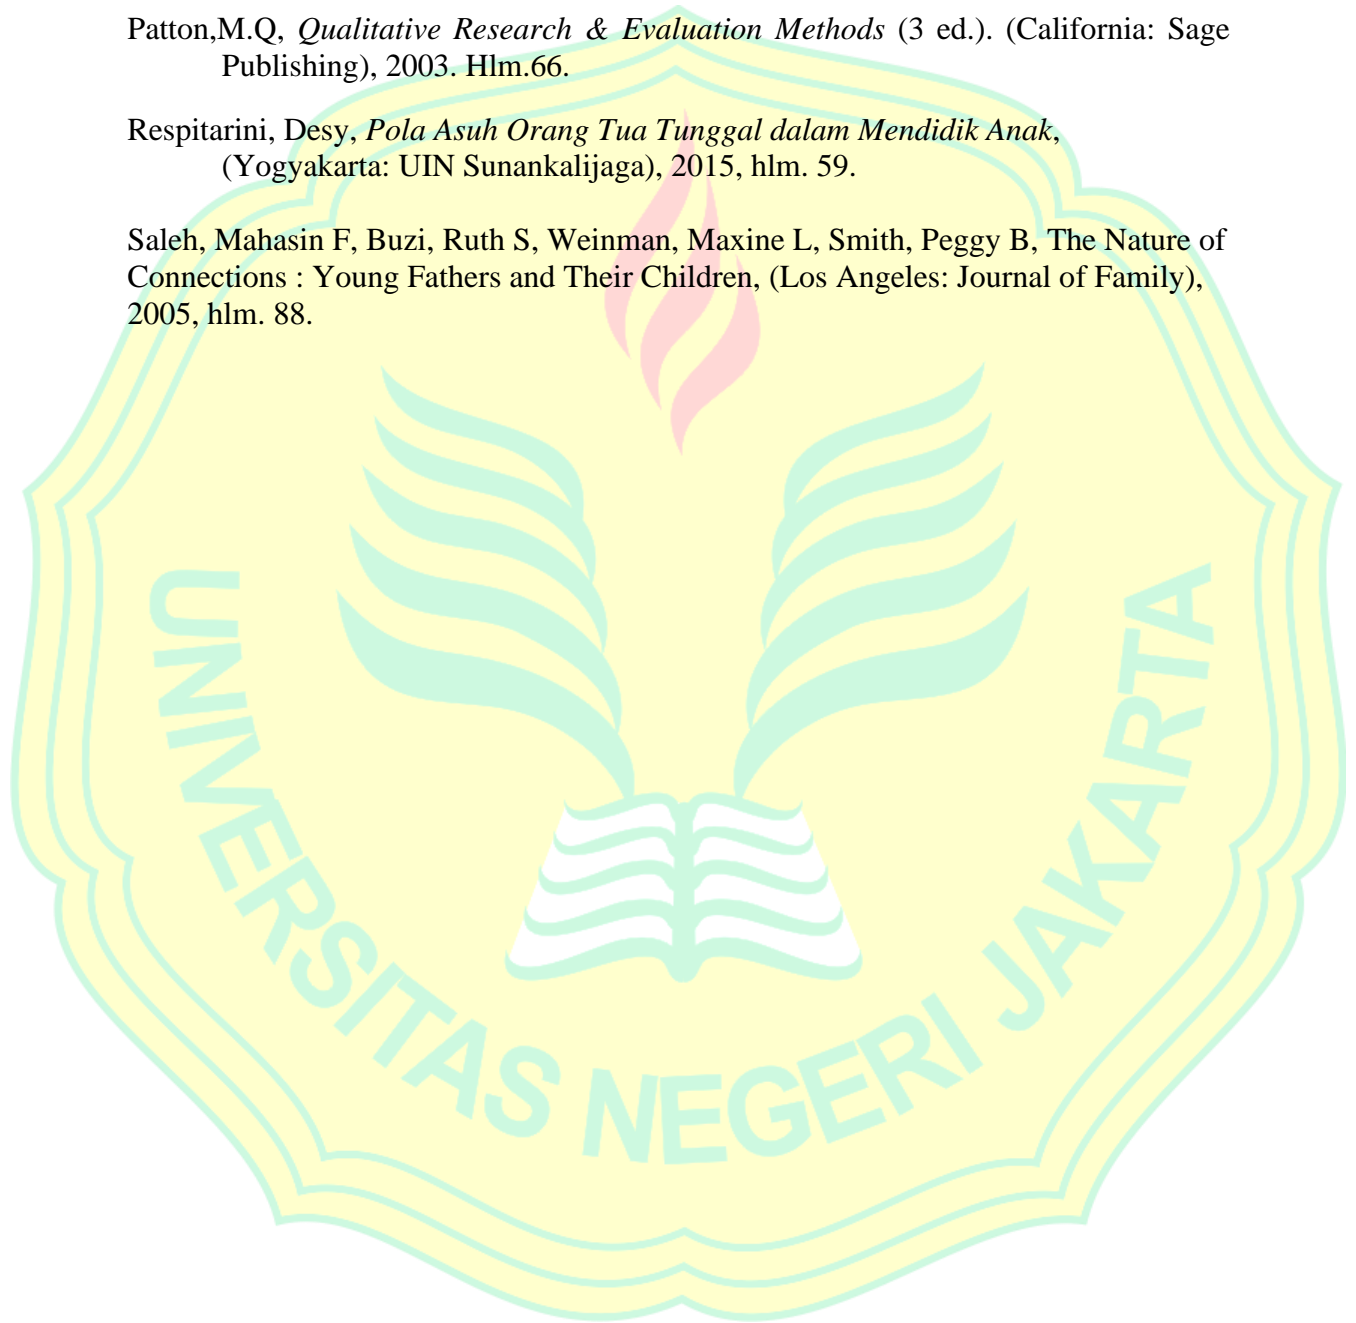 Patton,M.Q, Qualitative Research & Evaluation Methods (3 ed.). (California: Sage
Publishing), 2003. Hlm.66.
Respitarini, Desy, Pola Asuh Orang Tua Tunggal dalam Mendidik Anak,
(Yogyakarta: UIN Sunankalijaga), 2015, hlm. 59.
Saleh, Mahasin F, Buzi, Ruth S, Weinman, Maxine L, Smith, Peggy B, The Nature of
Connections : Young Fathers and Their Children, (Los Angeles: Journal of Family),
2005, hlm. 88.
UNIVERSITAS NEGERI JAKARTA